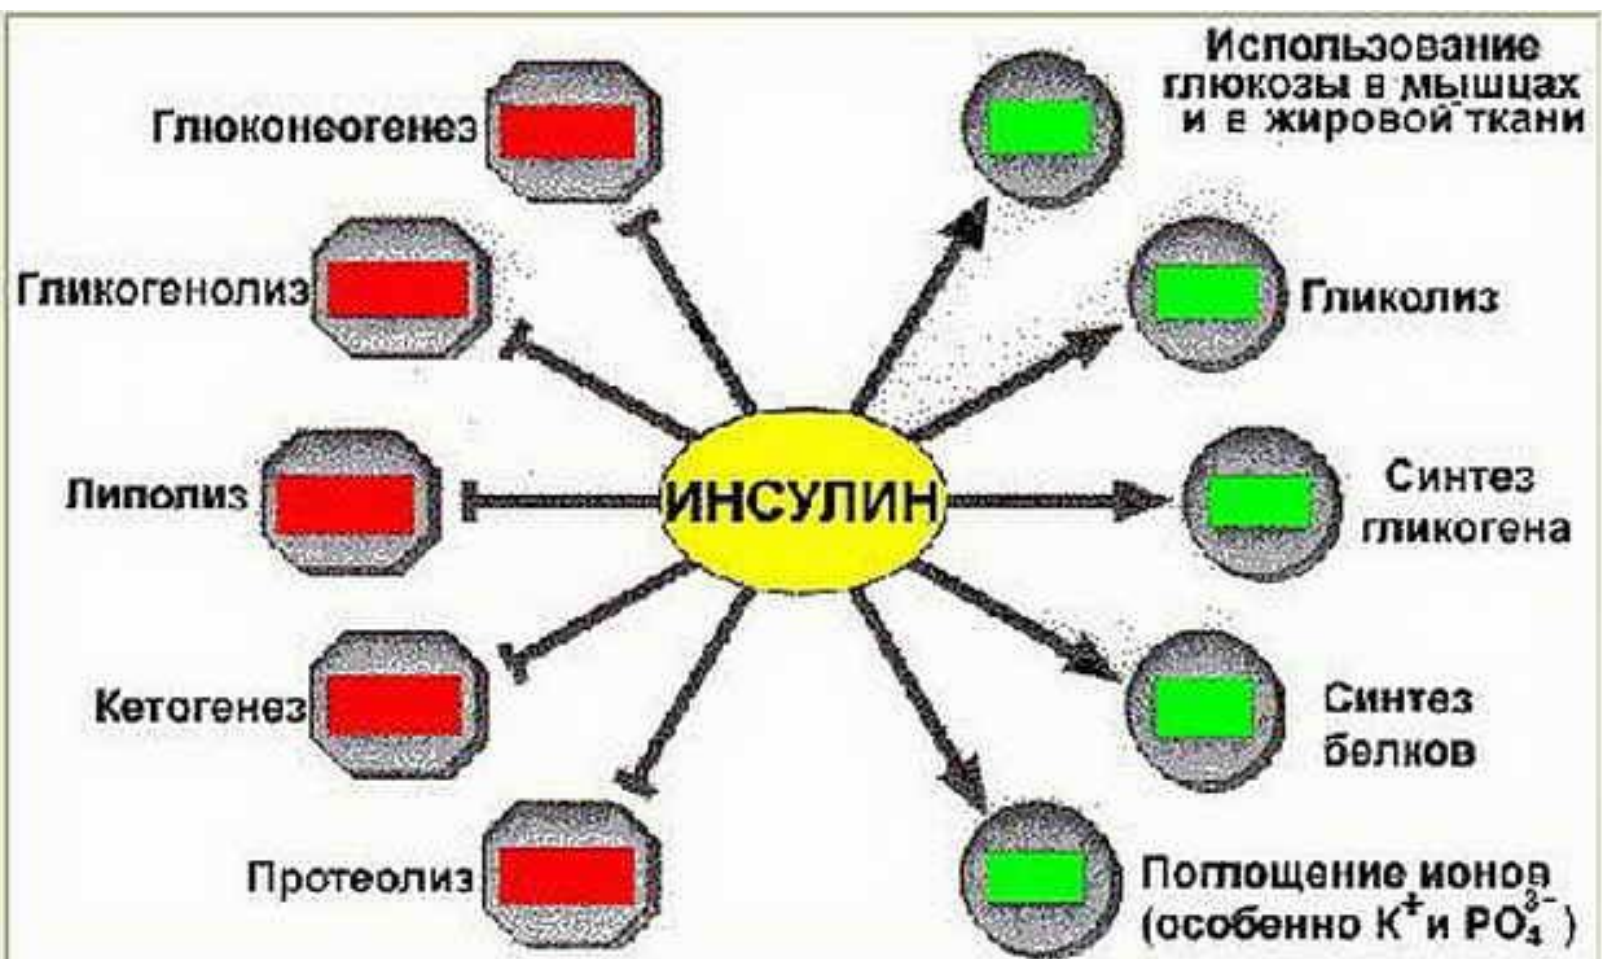 Использование
глюкозы в мышцах
и в жировой ткани
Глюконеогенез
Гликогенолиз
Гликолиз
Липолиз
ИНСУЛИН
Синтез
гликогена
Кетогенез
Синтез
белков
Протеолиз
Поглощение ионов
(особенно K⁺ и PO₄³⁻)